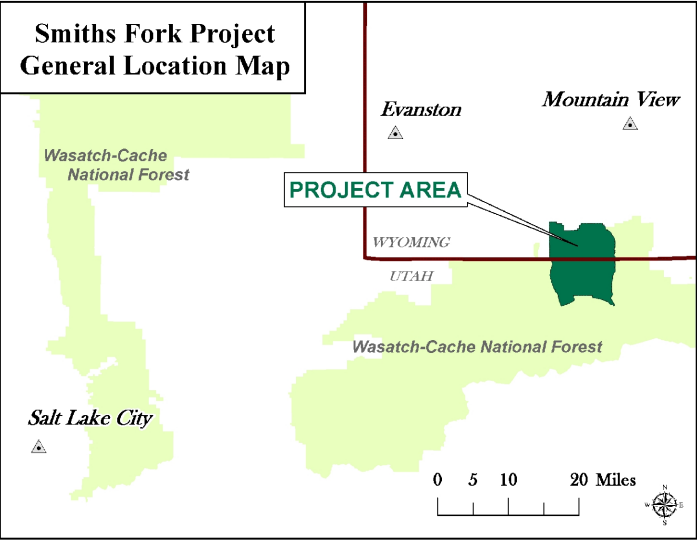 Smiths Fork Project
General Location Map
Evanston
Mountain View
Wasatch-Cache
National Forest
PROJECT AREA
WYOMING
UTAH
Wasatch-Cache National Forest
Salt Lake City
0 5 10 20 Miles
N
W E
S